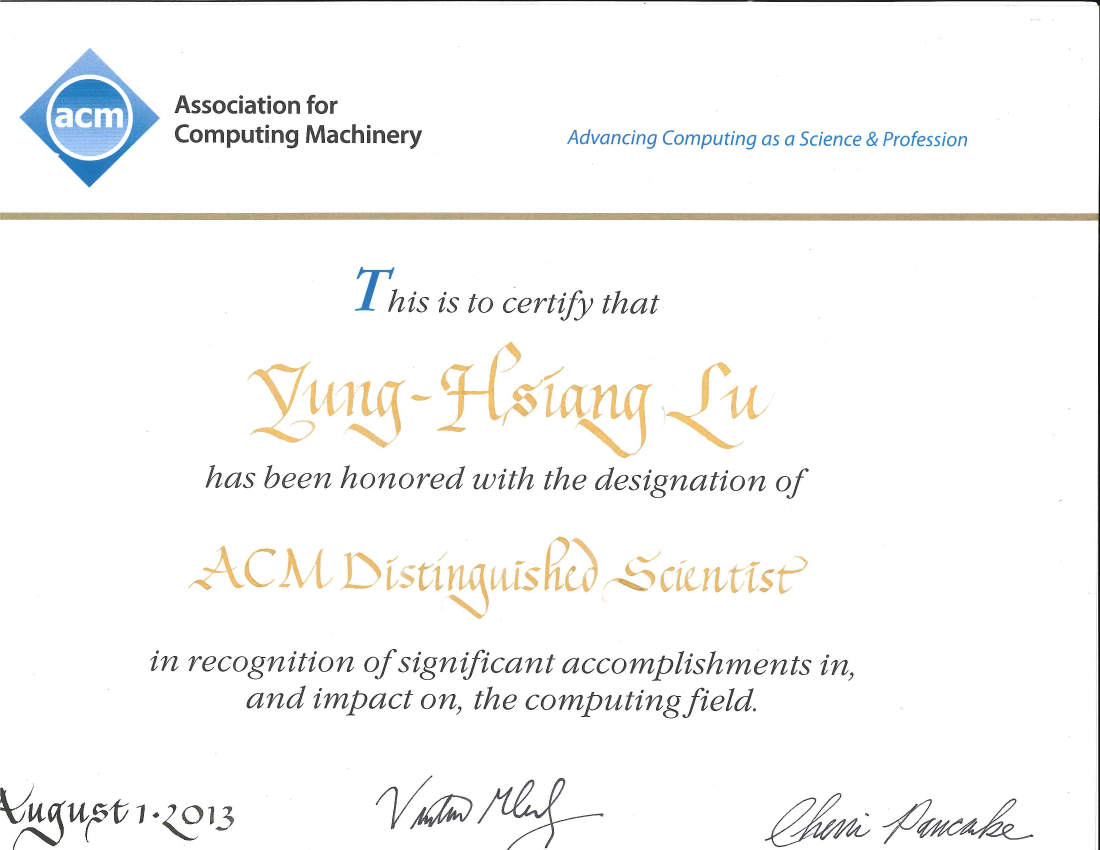 acm
Association for
Computing Machinery
Advancing Computing as a Science & Profession
This is to certify that
Yung-Hsiang Lu
has been honored with the designation of
ACM Distinguished Scientist
in recognition of significant accomplishments in,
and impact on, the computing field.
August 1·2013
Cherri Pancake